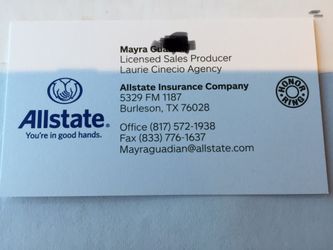 Mayra
Licensed Sales Producer
Laurie Cinecio Agency
Allstate Insurance Company
5329 FM 1187
Burleson, TX 76028
Office (817) 572-1938
Fax (833) 776-1637
Mayraguadian@allstate.com
Allstate.
You're in good hands.
HONOR
RING